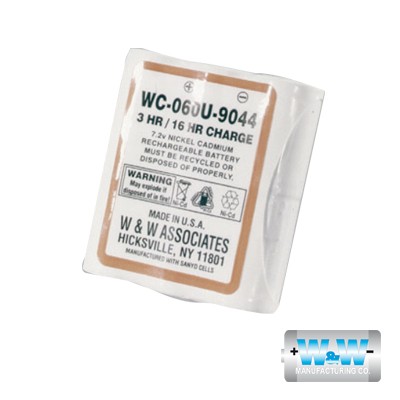 WC-060U-9044
3 HR / 16 HR CHARGE
7.2v NICKEL CADMIUM
RECHARGEABLE BATTERY
MUST BE RECYCLED OR
DISPOSED OF PROPERLY.
WARNING
May explode if
disposed of in fire!
Ni-Cd
Ni-Cd
MADE IN U.S.A.
W & W ASSOCIATES
HICKSVILLE, NY 11801
MANUFACTURED WITH SANYO CELLS
+ W&W -
MANUFACTURING CO.